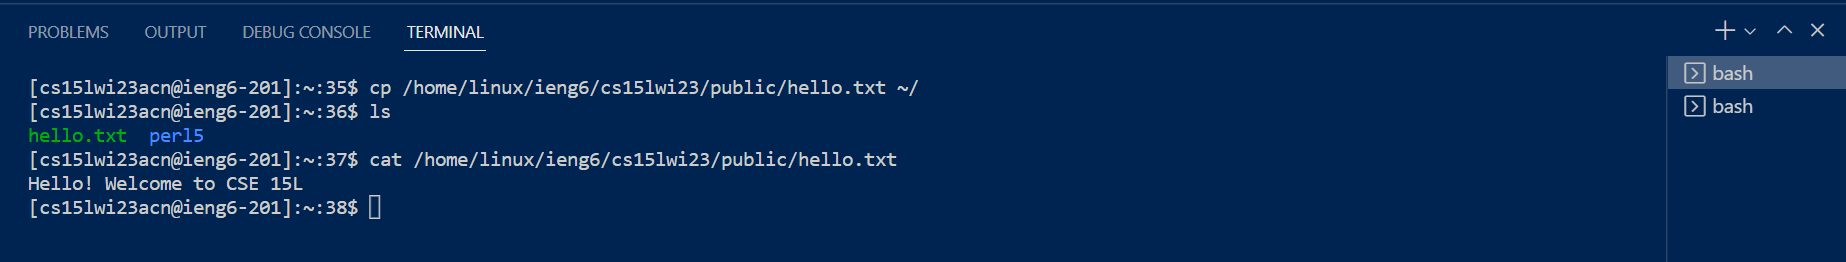 PROBLEMS OUTPUT DEBUG CONSOLE TERMINAL
[cs15lwi23acn@ieng6-201]:~:35$ cp /home/linux/ieng6/cs15lwi23/public/hello.txt ~/
[cs15lwi23acn@ieng6-201]:~:36$ ls
hello.txt  perl5
[cs15lwi23acn@ieng6-201]:~:37$ cat /home/linux/ieng6/cs15lwi23/public/hello.txt
Hello! Welcome to CSE 15L
[cs15lwi23acn@ieng6-201]:~:38$
bash
bash